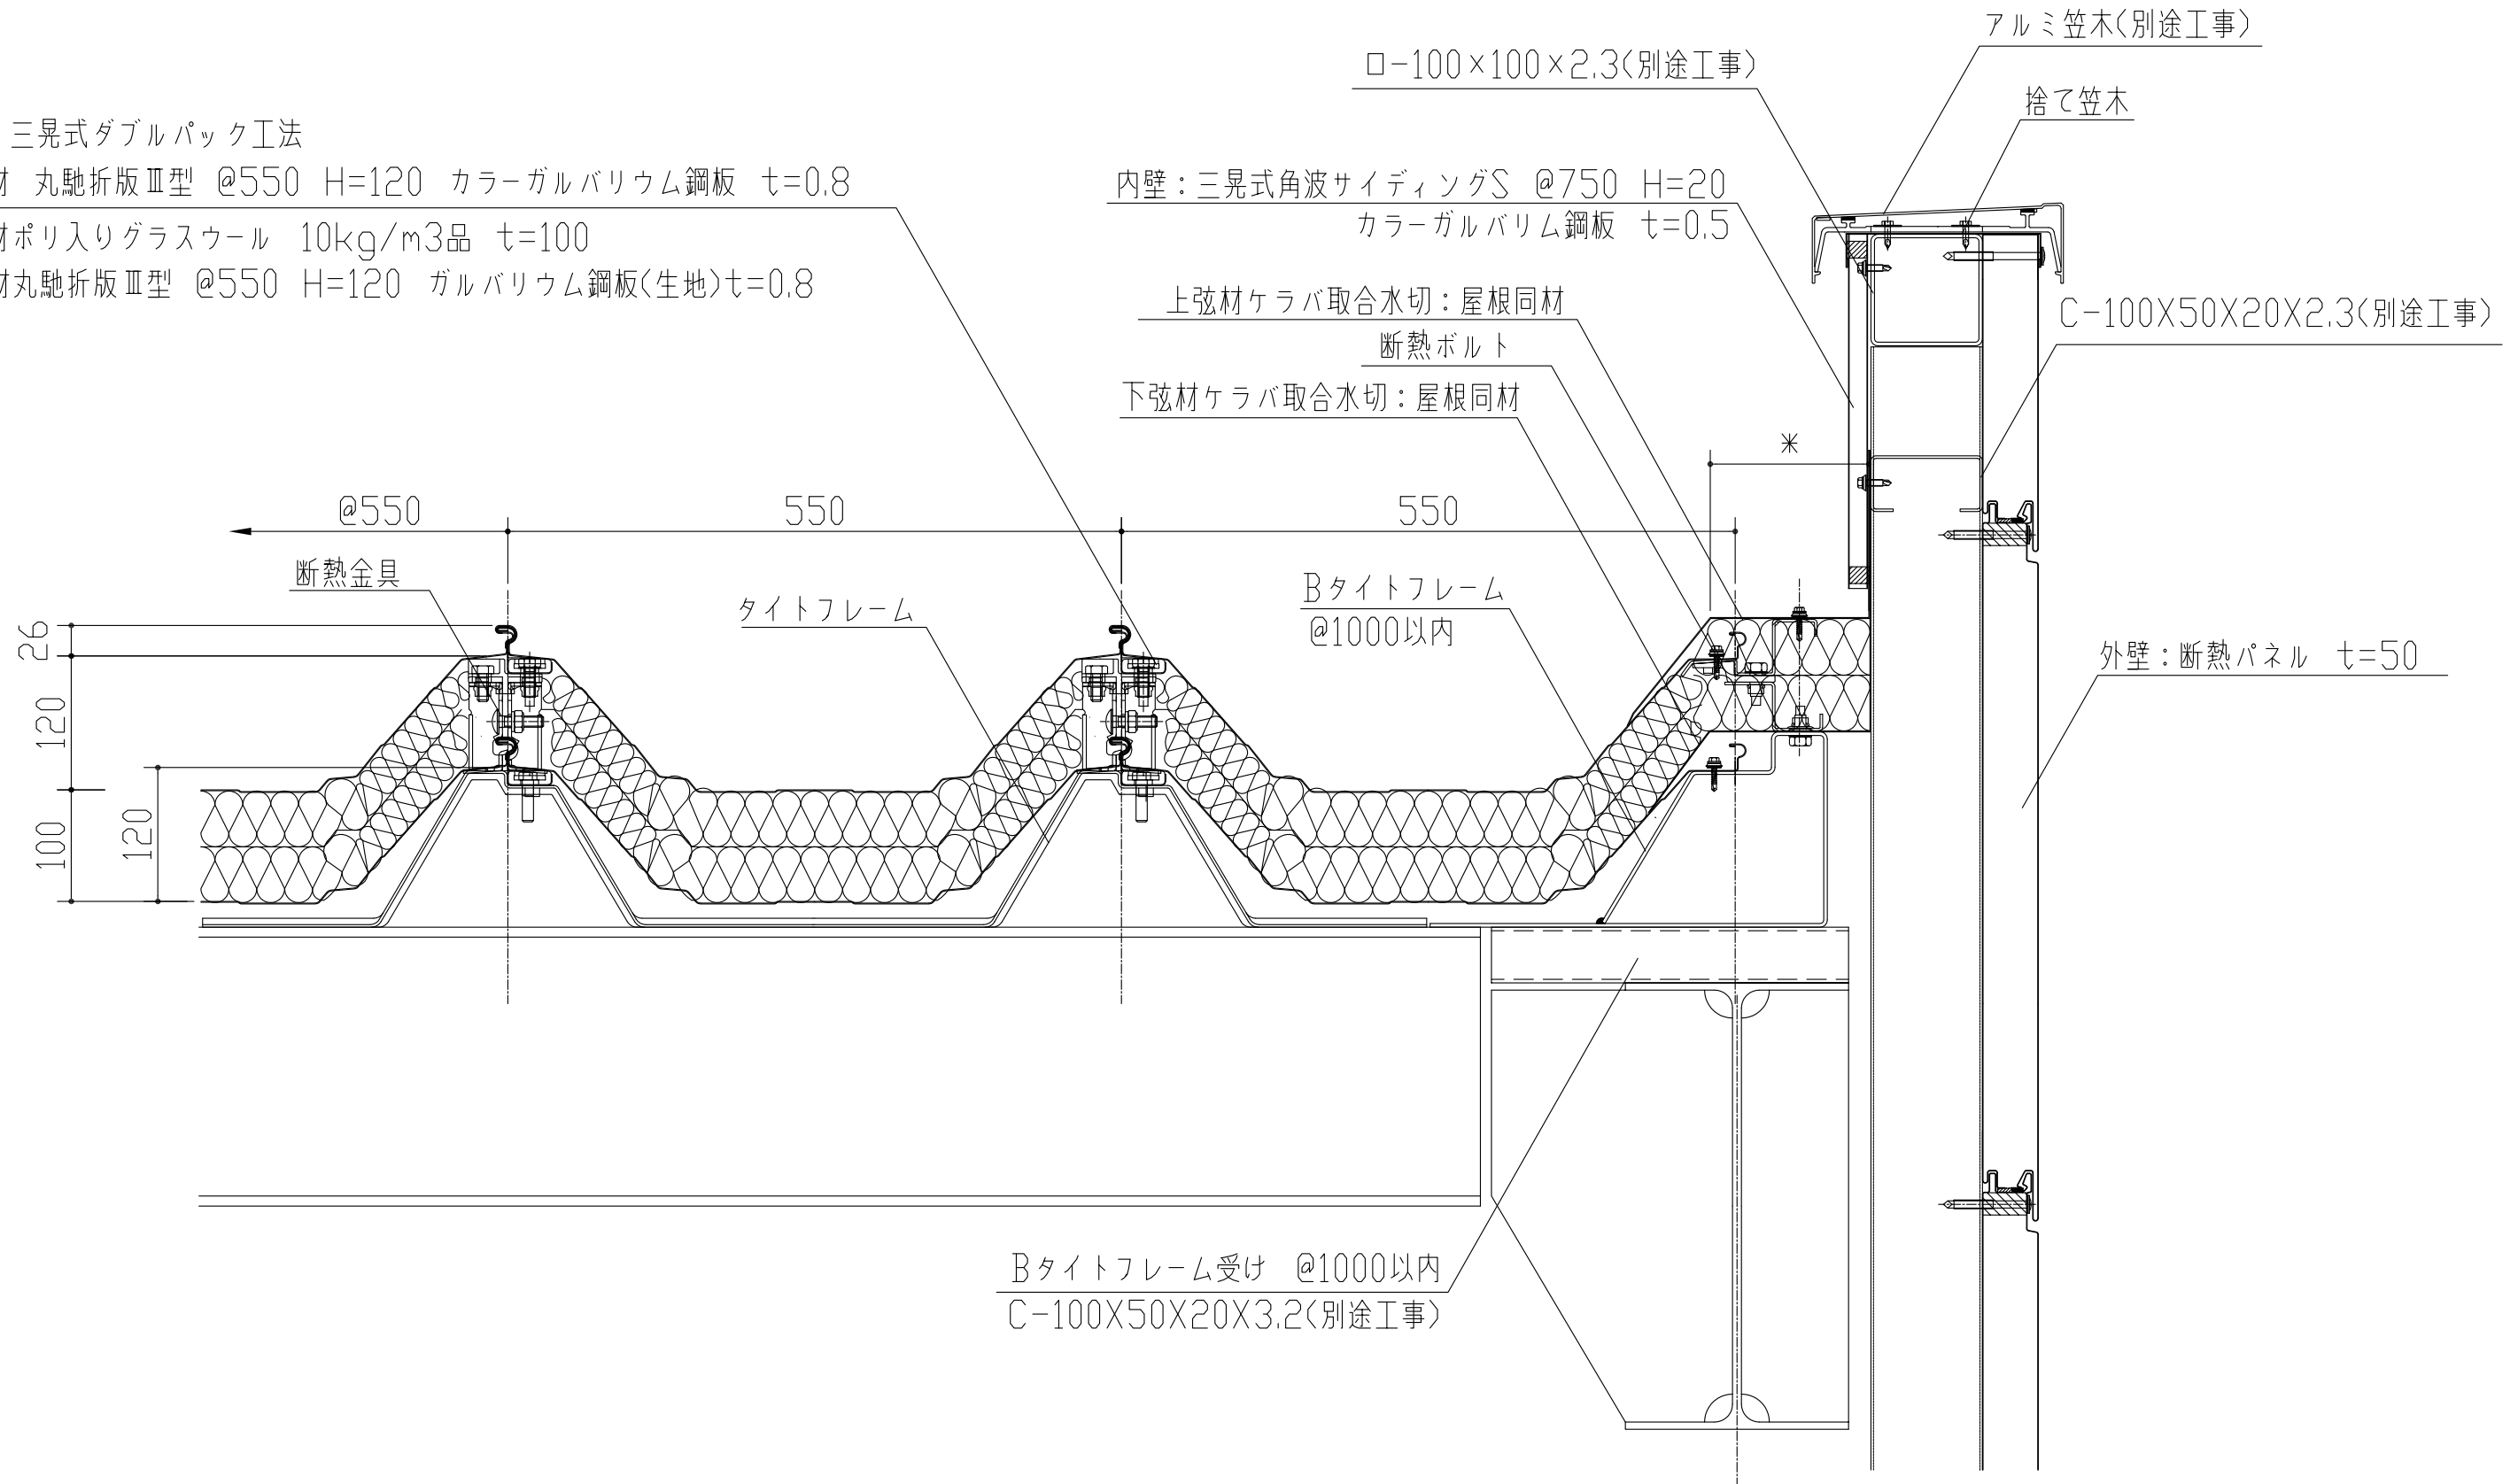 アルミ笠木(別途工事)
ロ-100×100×2.3(別途工事)
捨て笠木
三晃式ダブルパック工法
材 丸馳折版Ⅲ型 @550 H=120 カラーガルバリウム鋼板 t=0.8
材ポリ入りグラスウール 10kg/m3品 t=100
材丸馳折版Ⅲ型 @550 H=120 ガルバリウム鋼板(生地)t=0.8
内壁：三晃式角波サイディングS @750 H=20
カラーガルバリム鋼板 t=0.5
上弦材ケラバ取合水切：屋根同材
C-100X50X20X2.3(別途工事)
断熱ボルト
下弦材ケラバ取合水切：屋根同材
*
@550
550
550
断熱金具
タイトフレーム
Bタイトフレーム
@1000以内
26
120
100
120
外壁：断熱パネル t=50
Bタイトフレーム受け @1000以内
C-100X50X20X3.2(別途工事)